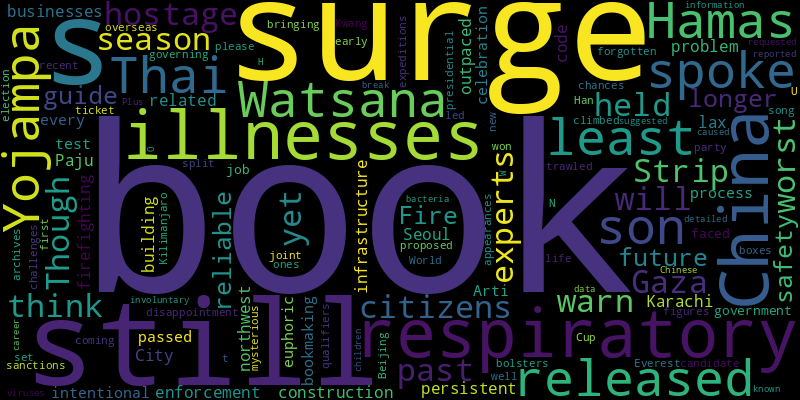 businesses
overseas
hostage
bringing
Kwang
early
please
s
surge
Hamas
information
requested
reported
season
governing
H
expeditions
forgotten
problem
recent
Thai
presidential
outpaced
celebration
code
spoke
election
Yojampa
guide
related
Plus
ticket
break
Watsana
led
new
held
chances
Han
climbed
suggested
longer
U
song
every
test
Paju
Though
illnesses
won
least
lax
caused
party
China
worst
safety
split
job
book
trawled
Strip
process
firefighting
building
Kilimanjaro
reliable
yet
infrastructure
bacteria
Fire
Seoul
proposed
World
appearances
experts
w
N
life
will
son
detailed
faced
boxes
archives
challenges
first
o
joint
ones
future
Chinese
Gaza
data
Karachi
figures
government
think
involuntary
disappointment
northwest
mysterious
euphoric
bookmaking
qualifiers
children
citizens
Arti
warn
still
career
coming
set
sanctions
passed
City
t
Beijing
respiratory
Cup
past
bolsters
well
Everest
candidate
viruses
intentional
enforcement
construction
persistent
released
known